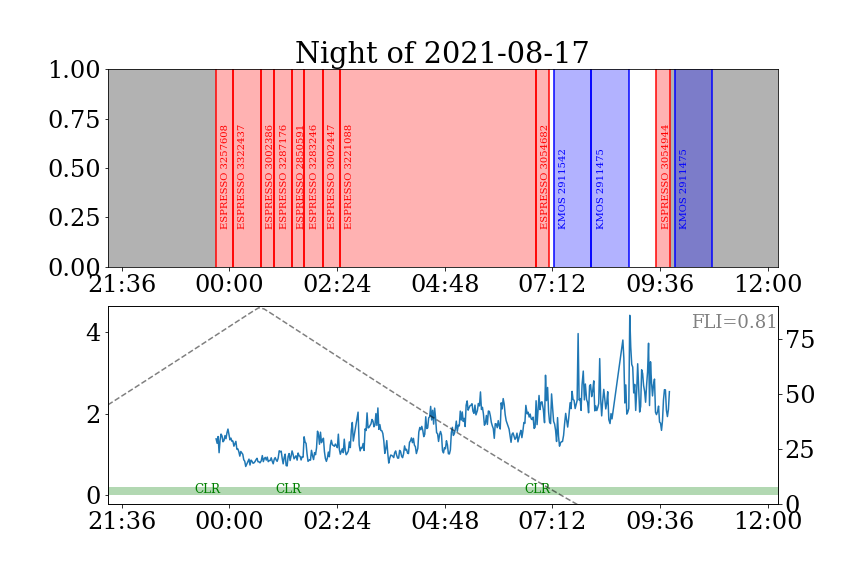 Night of 2021-08-17
1.00
0.75
0.50
0.25
0.00
ESPRESSO 3257608
ESPRESSO 3322437
ESPRESSO 3002386
ESPRESSO 3287176
ESPRESSO 2850591
ESPRESSO 3283246
ESPRESSO 3002447
ESPRESSO 3221088
ESPRESSO 3054682
KMOS 2911542
KMOS 2911475
ESPRESSO 3054944
KMOS 2911475
21:36 00:00 02:24 04:48 07:12 09:36 12:00
FLI=0.81
4
2
0
75
50
25
0
CLR CLR CLR
21:36 00:00 02:24 04:48 07:12 09:36 12:00